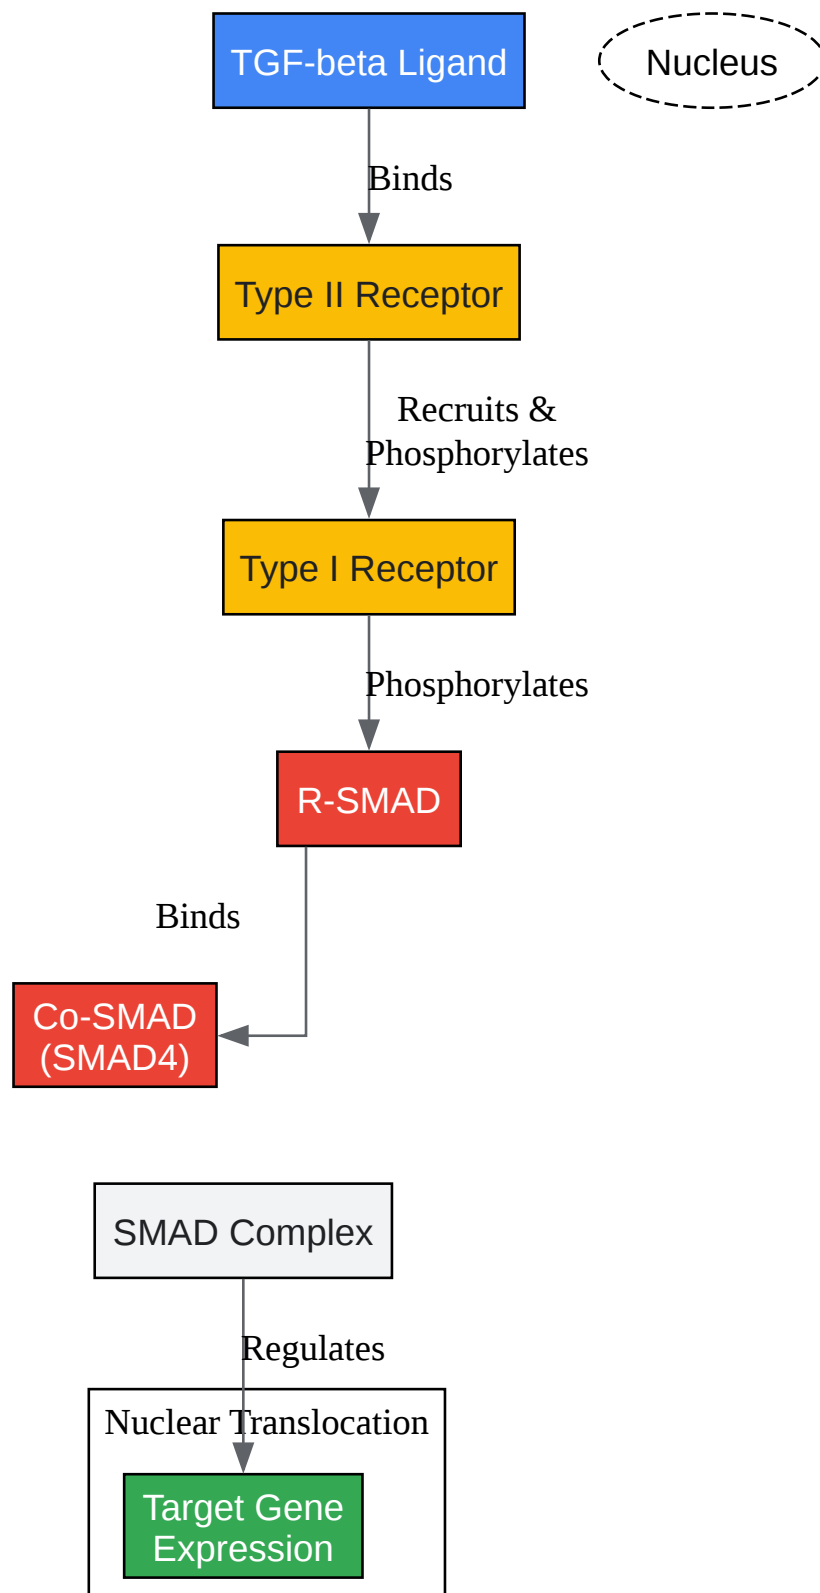 TGF-beta Ligand
Nucleus
Binds
Type II Receptor
Recruits &
Phosphorylates
Type I Receptor
Phosphorylates
R-SMAD
Binds
Co-SMAD
(SMAD4)
SMAD Complex
Regulates
Nuclear Translocation
Target Gene
Expression